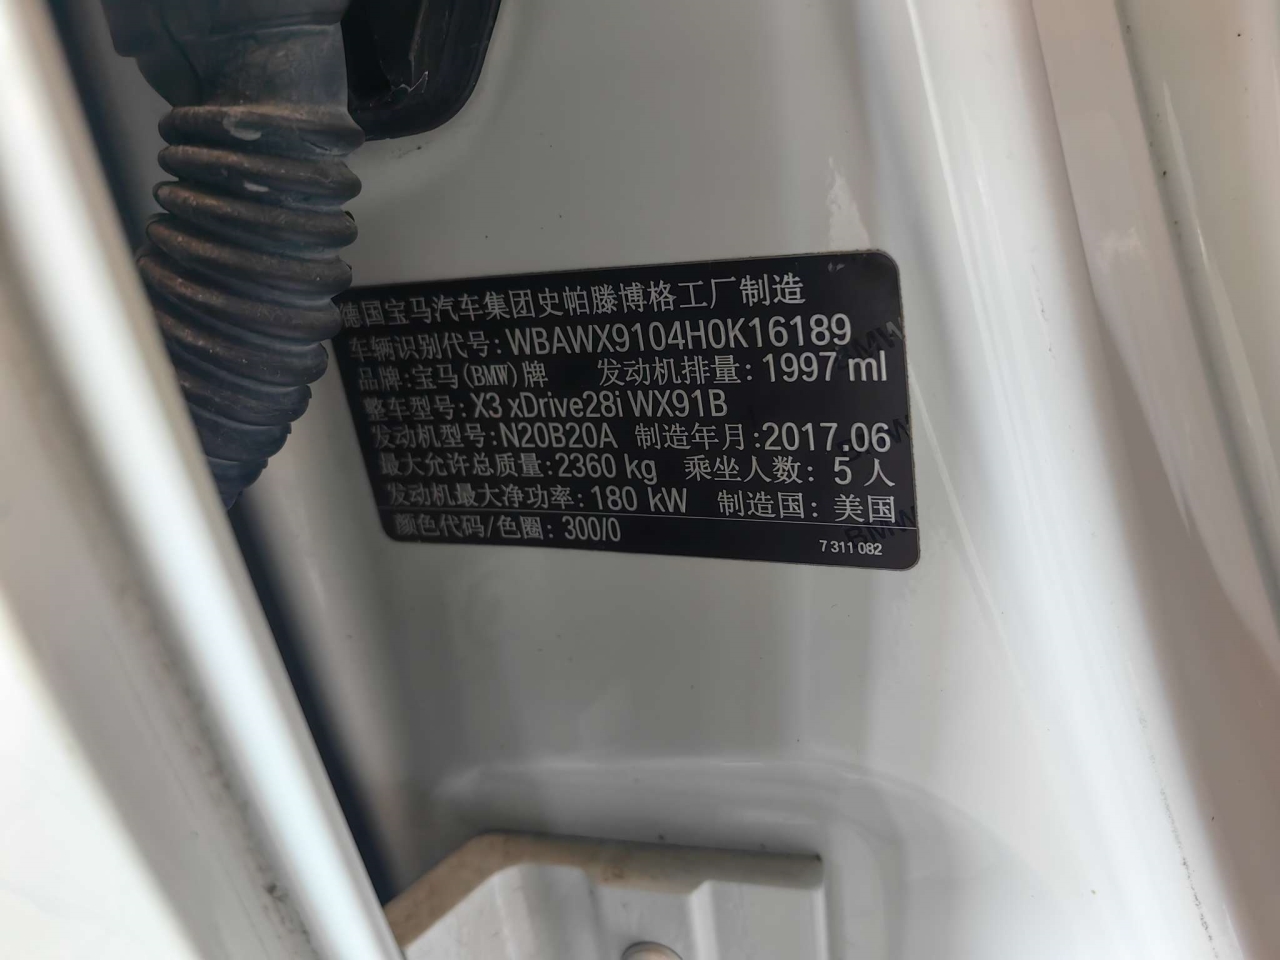 德国宝马汽车集团史帕滕博格工厂制造
车辆识别代号: WBAWX9104H0K16189
品牌: 宝马(BMW)牌 发动机排量: 1997 ml
整车型号: X3 xDrive28i WX91B
发动机型号: N20B20A 制造年月: 2017.06
最大允许总质量: 2360 kg 乘坐人数: 5 人
发动机最大净功率: 180 kW 制造国: 美国
颜色代码/色圈: 300/0
7 311 082